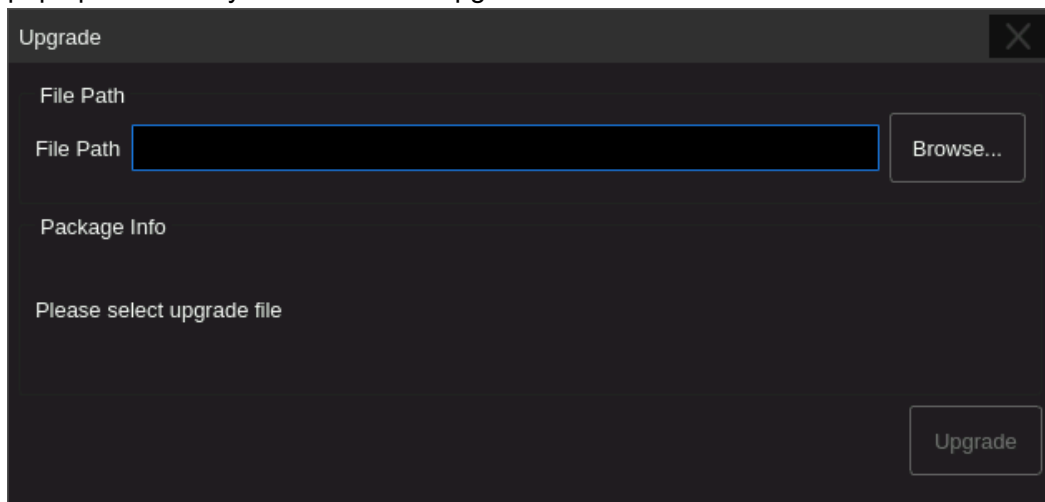 Upgrade
File Path
File Path
Browse...
Package Info
Please select upgrade file
Upgrade